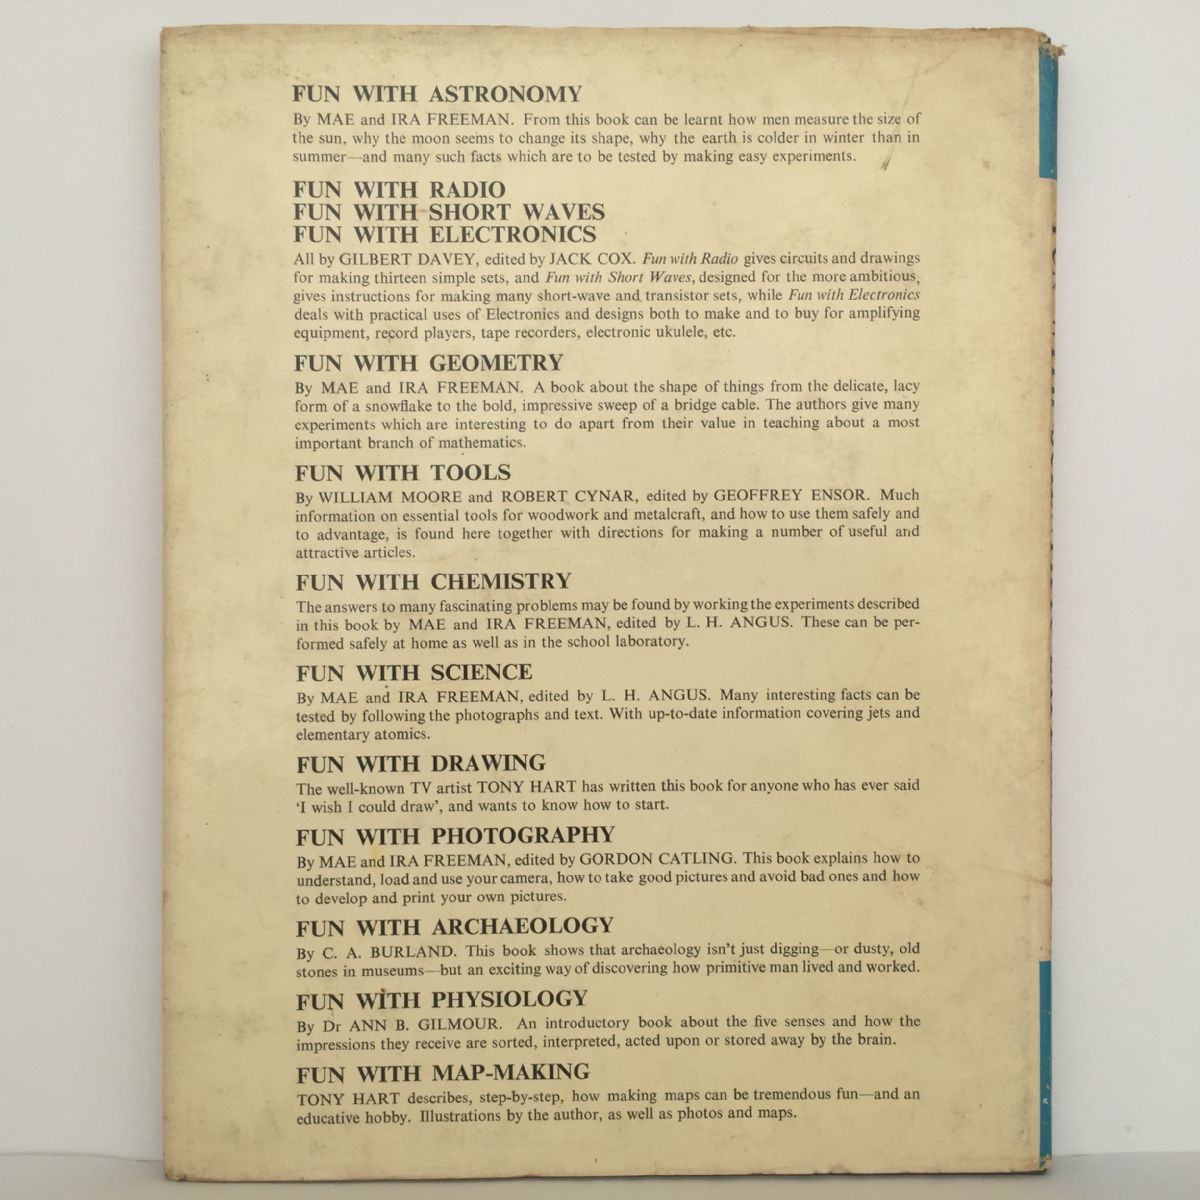 FUN WITH ASTRONOMY
By MAE and IRA FREEMAN. From this book can be learnt how men measure the size of
the sun, why the moon seems to change its shape, why the earth is colder in winter than in
summer—and many such facts which are to be tested by making easy experiments.
FUN WITH RADIO
FUN WITH SHORT WAVES
FUN WITH ELECTRONICS
All by GILBERT DAVEY, edited by JACK COX. Fun with Radio gives circuits and drawings
for making thirteen simple sets, and Fun with Short Waves, designed for the more ambitious,
gives instructions for making many short-wave and transistor sets, while Fun with Electronics
deals with practical uses of Electronics and designs both to make and to buy for amplifying
equipment, record players, tape recorders, electronic ukulele, etc.
FUN WITH GEOMETRY
By MAE and IRA FREEMAN. A book about the shape of things from the delicate, lacy
form of a snowflake to the bold, impressive sweep of a bridge cable. The authors give many
experiments which are interesting to do apart from their value in teaching about a most
important branch of mathematics.
FUN WITH TOOLS
By WILLIAM MOORE and ROBERT CYNAR, edited by GEOFFREY ENSOR. Much
information on essential tools for woodwork and metalcraft, and how to use them safely and
to advantage, is found here together with directions for making a number of useful and
attractive articles.
FUN WITH CHEMISTRY
The answers to many fascinating problems may be found by working the experiments described
in this book by MAE and IRA FREEMAN, edited by L. H. ANGUS. These can be per-
formed safely at home as well as in the school laboratory.
FUN WITH SCIENCE
By MAE and IRA FREEMAN, edited by L. H. ANGUS. Many interesting facts can be
tested by following the photographs and text. With up-to-date information covering jets and
elementary atomics.
FUN WITH DRAWING
The well-known TV artist TONY HART has written this book for anyone who has ever said
‘I wish I could draw’, and wants to know how to start.
FUN WITH PHOTOGRAPHY
By MAE and IRA FREEMAN, edited by GORDON CATLING. This book explains how to
understand, load and use your camera, how to take good pictures and avoid bad ones and how
to develop and print your own pictures.
FUN WITH ARCHAEOLOGY
By C. A. BURLAND. This book shows that archaeology isn’t just digging—or dusty, old
stones in museums—but an exciting way of discovering how primitive man lived and worked.
FUN WITH PHYSIOLOGY
By Dr ANN B. GILMOUR. An introductory book about the five senses and how the
impressions they receive are sorted, interpreted, acted upon or stored away by the brain.
FUN WITH MAP-MAKING
TONY HART describes, step-by-step, how making maps can be tremendous fun—and an
educative hobby. Illustrations by the author, as well as photos and maps.